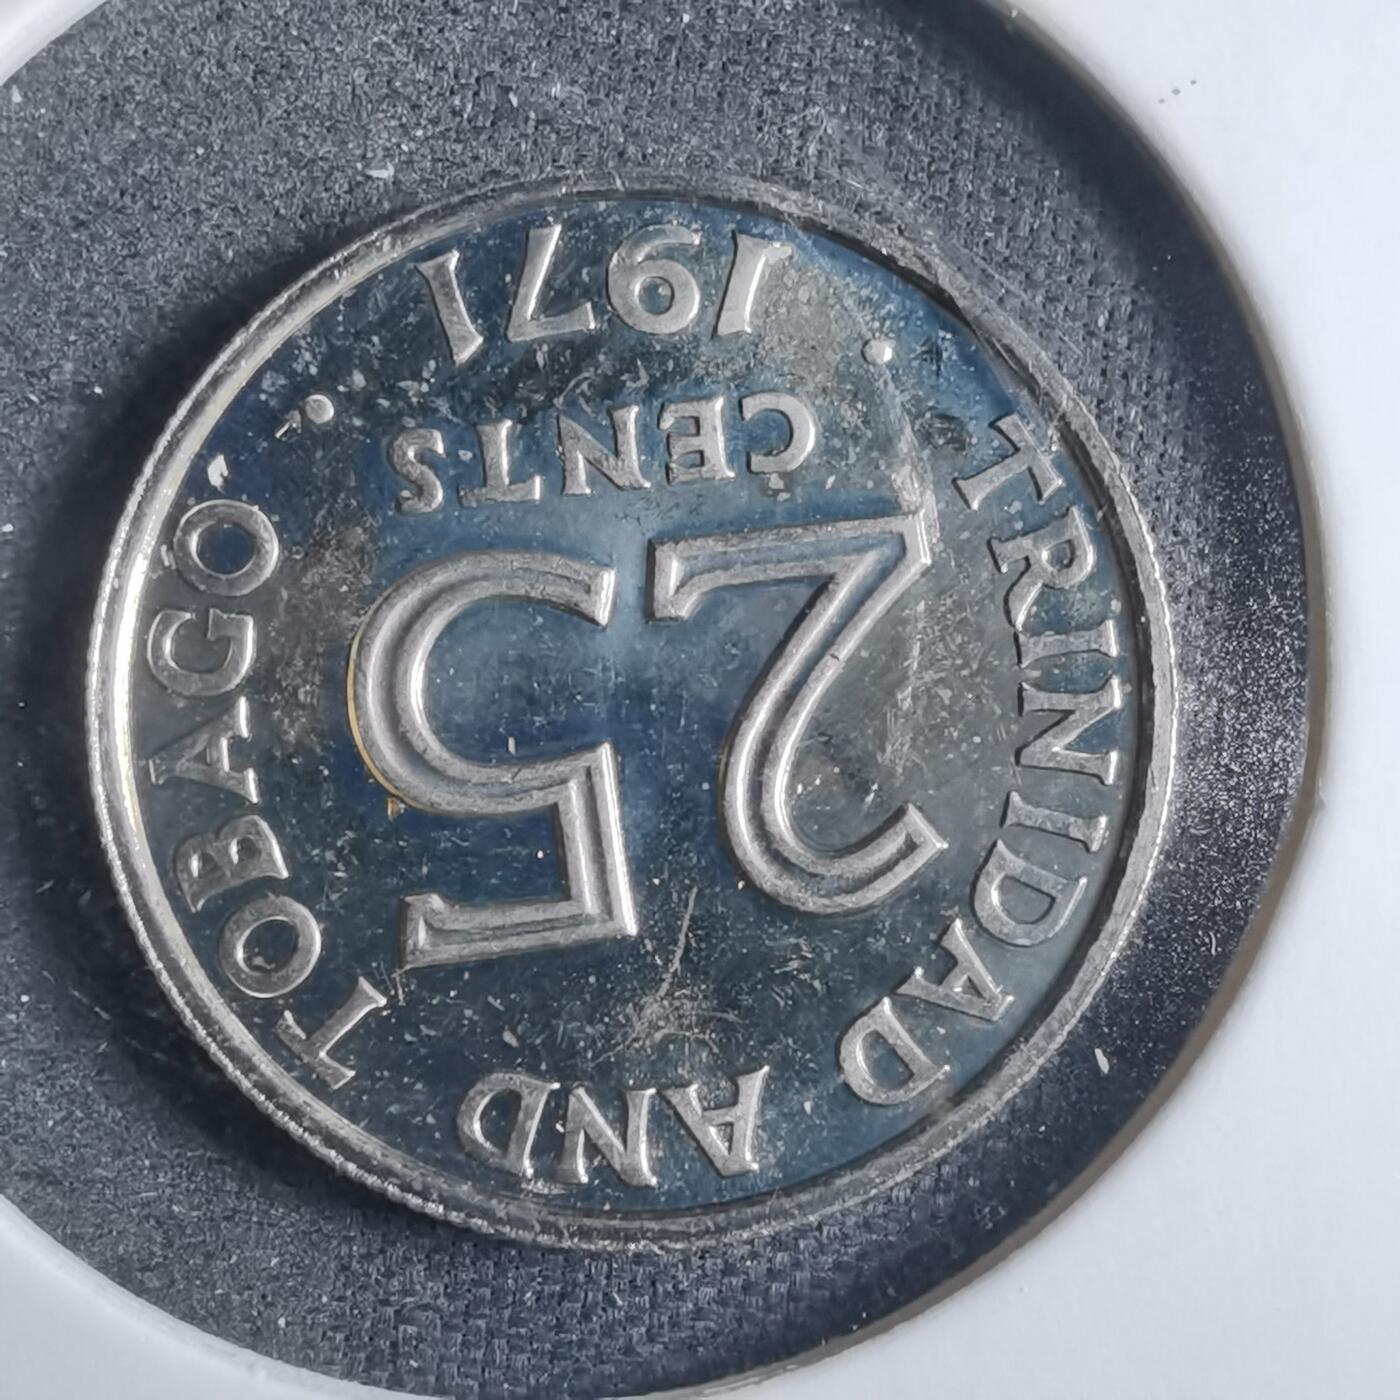 TRINIDAD AND TOBAGO
25
CENTS
1971